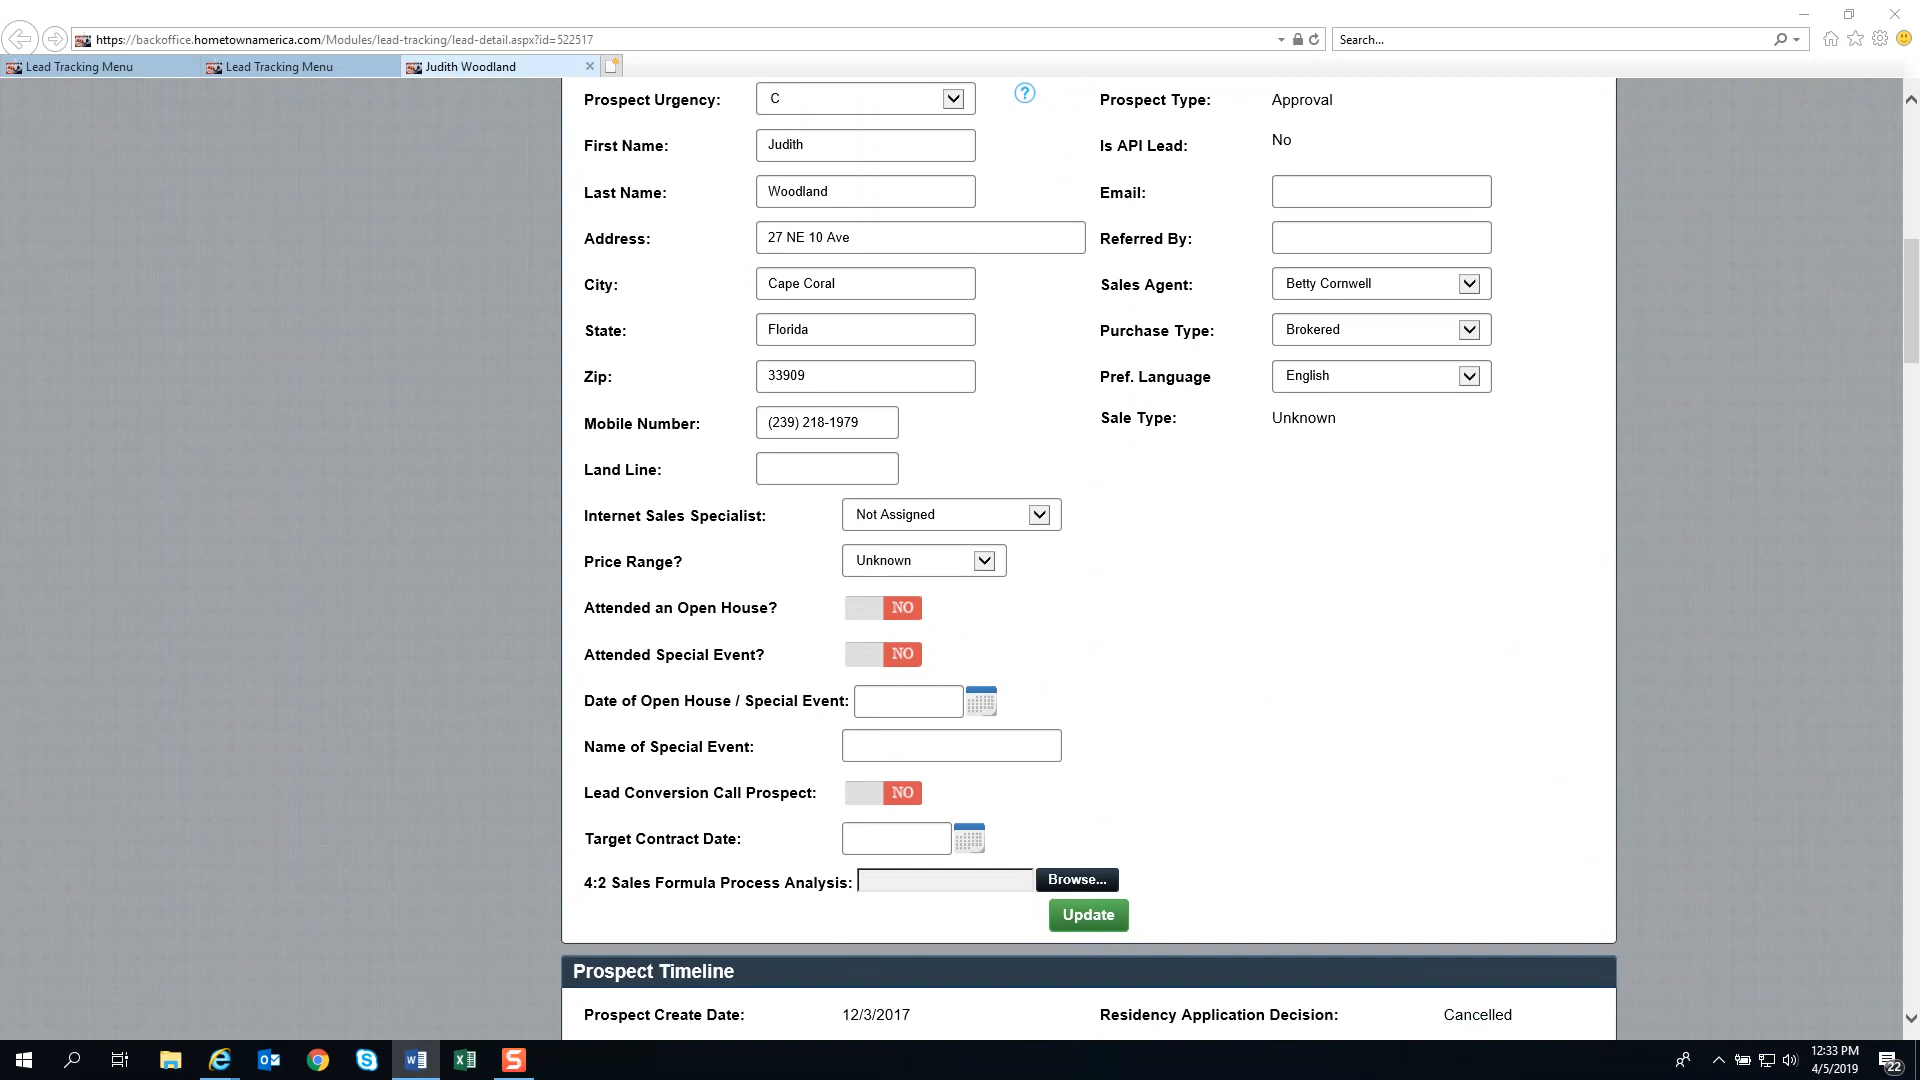 https://backoffice.hometownamerica.com/Modules/lead-tracking/lead-detail.aspx?id=522517
Search...
Lead Tracking Menu
Lead Tracking Menu
Judith Woodland
Prospect Urgency: C ? Prospect Type: Approval
First Name: Judith Is API Lead: No
Last Name: Woodland Email:
Address: 27 NE 10 Ave Referred By:
City: Cape Coral Sales Agent: Betty Cornwell
State: Florida Purchase Type: Brokered
Zip: 33909 Pref. Language English
Mobile Number: (239) 218-1979 Sale Type: Unknown
Land Line:
Internet Sales Specialist: Not Assigned
Price Range? Unknown
Attended an Open House? NO
Attended Special Event? NO
Date of Open House / Special Event:
Name of Special Event:
Lead Conversion Call Prospect: NO
Target Contract Date:
4:2 Sales Formula Process Analysis: Browse...
Update
Prospect Timeline
Prospect Create Date: 12/3/2017 Residency Application Decision: Cancelled
12:33 PM
4/5/2019
22